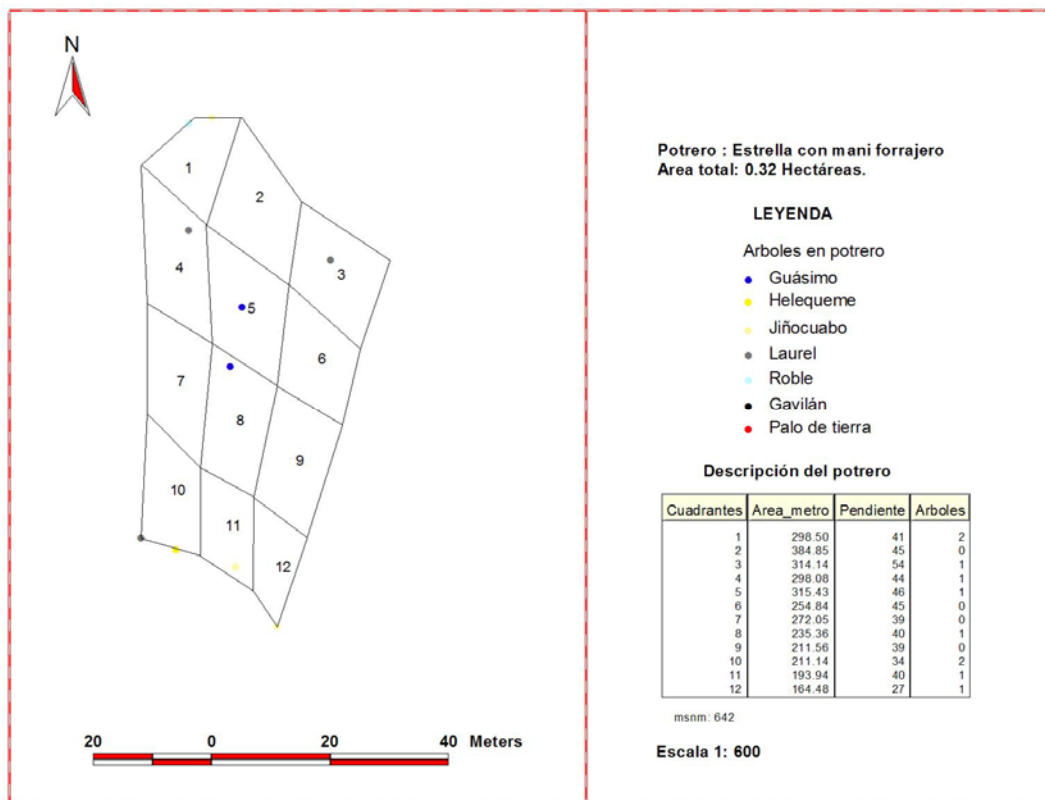 N
1
2
3
4
5
6
7
8
9
10
11
12
20 0 20 40 Meters
Potrero : Estrella con mani forrajero
Area total: 0.32 Hectáreas.
LEYENDA
Arboles en potrero
Guásimo
Helequeme
Jiñocuabo
Laurel
Roble
Gavilán
Palo de tierra
Descripción del potrero
Cuadrantes Area_metro Pendiente Arboles
1 298.50 41 2
2 384.85 45 0
3 314.14 54 1
4 298.08 44 1
5 315.43 46 1
6 254.84 45 0
7 272.05 39 0
8 235.36 40 1
9 211.56 39 0
10 211.14 34 2
11 193.94 40 1
12 164.48 27 1
msnm: 642
Escala 1: 600